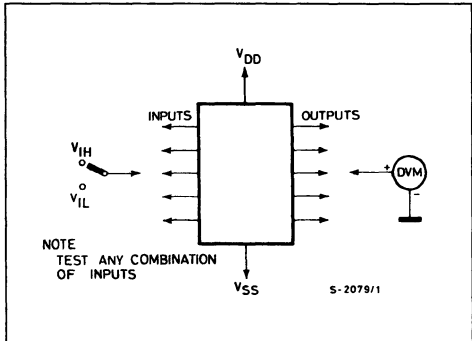 VDD
INPUTS
OUTPUTS
VIH
VIL
+
DVM
-
NOTE
TEST ANY COMBINATION
OF INPUTS
VSS
S-2079/1